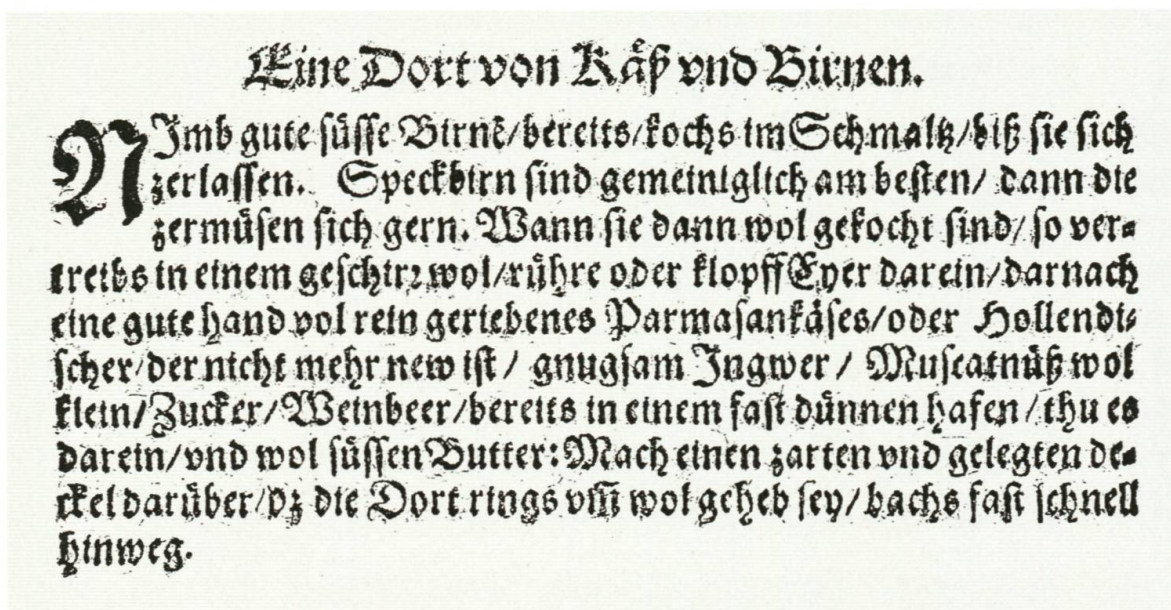 Eine Dort von Käß vnd Birnen.
NJmb gute süsse Birnē/bereits/kochs im Schmaltz/biß sie sich
zerlassen. Speckbirn sind gemeiniglich am besten/ dann die
zermüsen sich gern. Wann sie dann wol gekocht sind/ so ver-
treibs in einem geschirꝛ wol/rühre oder klopff Eyer darein/darnach
eine gute hand vol rein geriebenes Parmasankäses/oder Hollendi-
scher/der nicht mehr new ist/ gnugsam Jngwer/ Muscatnüß wol
klein/Zucker/Weinbeer/bereits in einem fast dünnen hafen/thu es
darein/vnd wol süssen Butter: Mach einen zarten vnd gelegten de-
ckel darüber/dz die Dort rings vm̄ wol geheb sey/bachs fast schnell
hinweg.